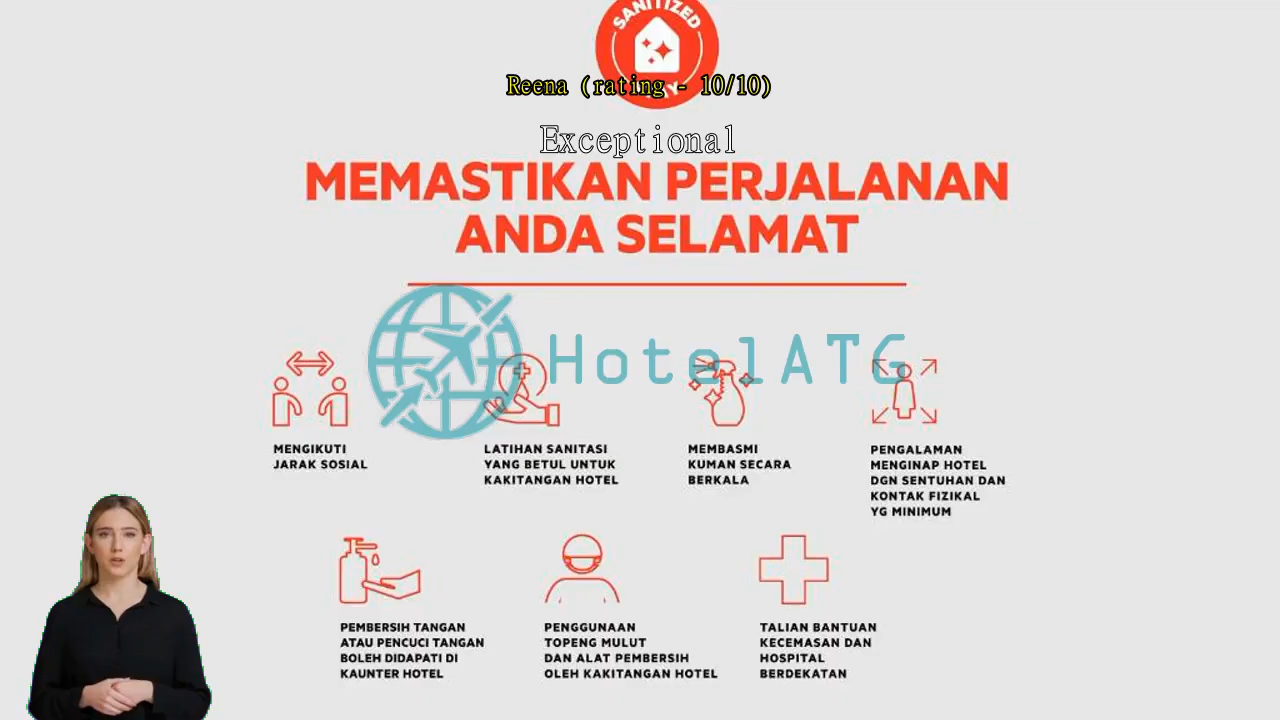 SANITIZED
Reena (rating - 10/10)
Exceptional
MEMASTIKAN PERJALANAN
ANDA SELAMAT
HotelATG
MENGIKUTI
JARAK SOSIAL
LATIHAN SANITASI
YANG BETUL UNTUK
KAKITANGAN HOTEL
MEMBASMI
KUMAN SECARA
BERKALA
PENGALAMAN
MENGINAP HOTEL
DGN SENTUHAN DAN
KONTAK FIZIKAL
YG MINIMUM
PEMBERSIH TANGAN
ATAU PENCUCI TANGAN
BOLEH DIDAPATI DI
KAUNTER HOTEL
PENGGUNAAN
TOPENG MULUT
DAN ALAT PEMBERSIH
OLEH KAKITANGAN HOTEL
TALIAN BANTUAN
KECEMASAN DAN
HOSPITAL
BERDEKATAN